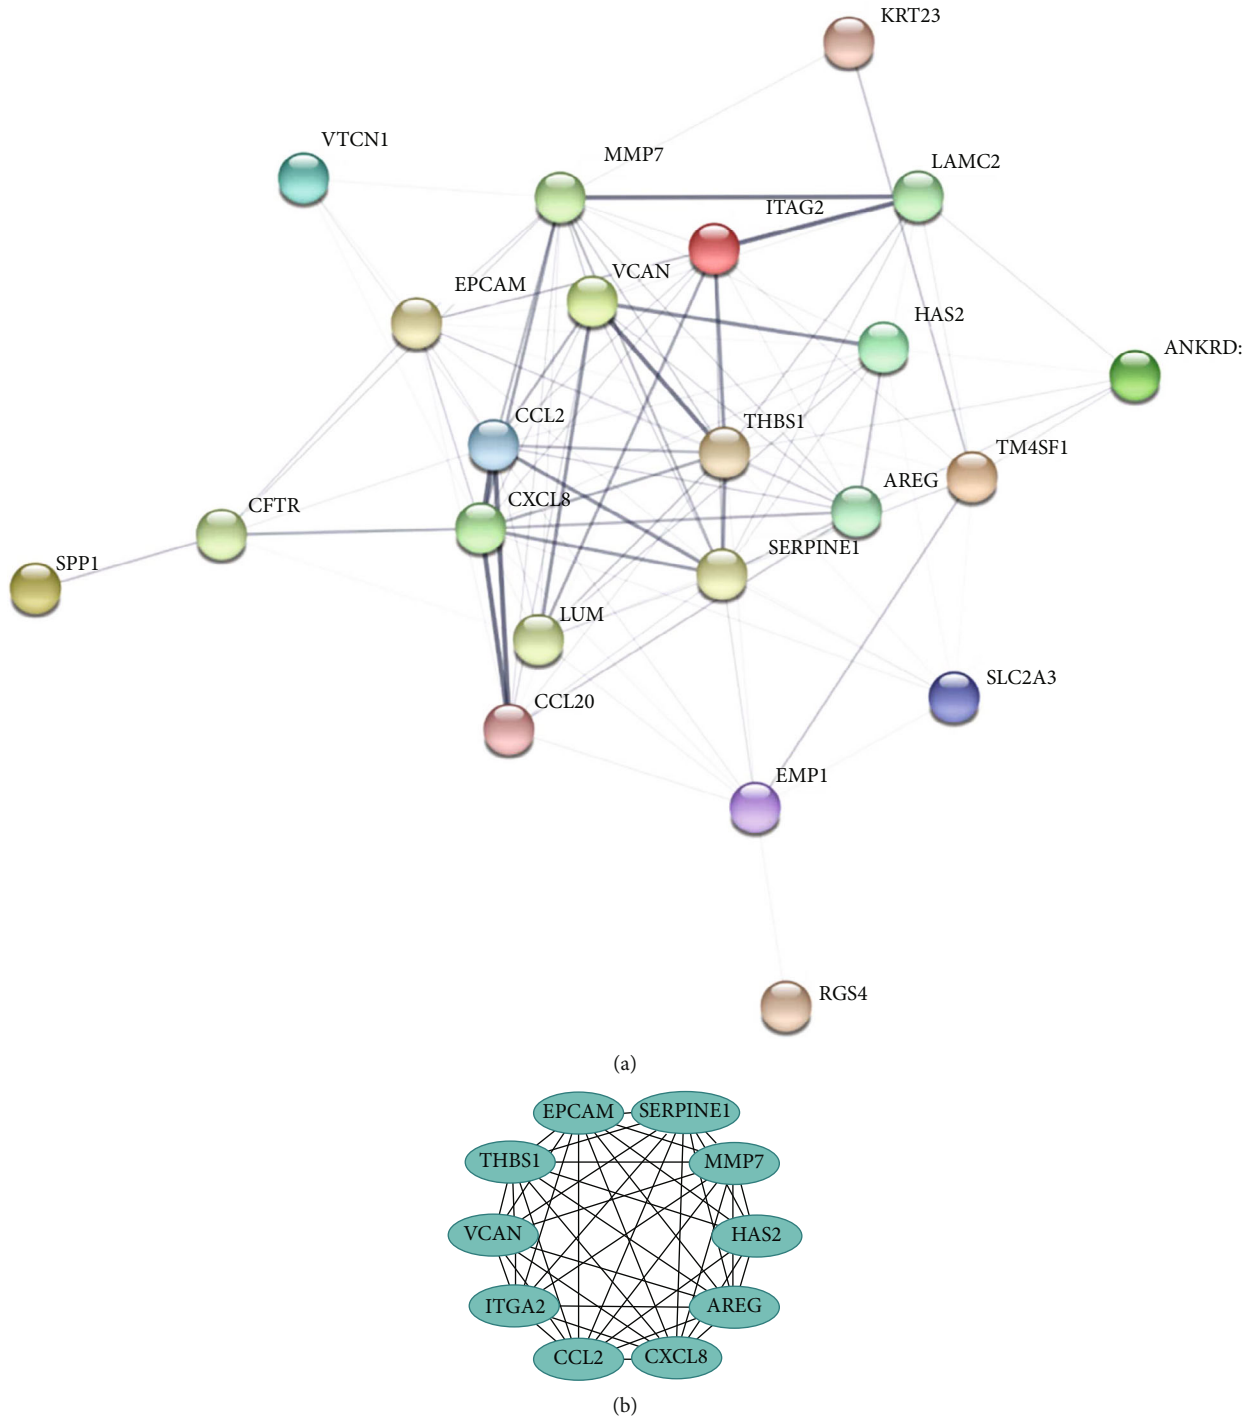 KRT23
VTCN1
MMP7
LAMC2
ITAG2
VCAN
EPCAM
HAS2
ANKRD:
CCL2
THBS1
TM4SF1
AREG
CXCL8
CFTR
SERPINE1
SPP1
LUM
SLC2A3
CCL20
EMP1
RGS4
(a)
EPCAM SERPINE1
THBS1 MMP7
VCAN HAS2
ITGA2 AREG
CCL2 CXCL8
(b)